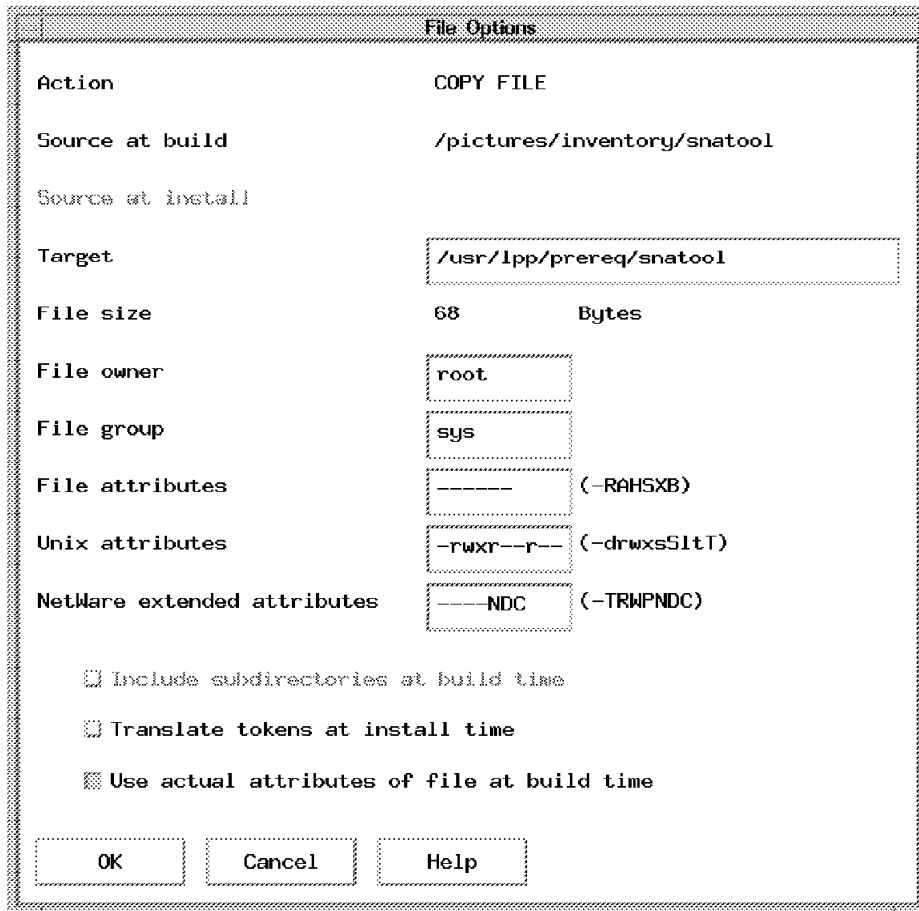 File Options
Action COPY FILE
Source at build /pictures/inventory/snatool
Source at install
Target /usr/lpp/prereq/snatool
File size 68 Bytes
File owner root
File group sys
File attributes ------ (-RAHSXB)
Unix attributes -rwxr--r-- (-drwxsSltT)
NetWare extended attributes ----NDC (-TRWPNDC)
Include subdirectories at build time
Translate tokens at install time
Use actual attributes of file at build time
OK Cancel Help